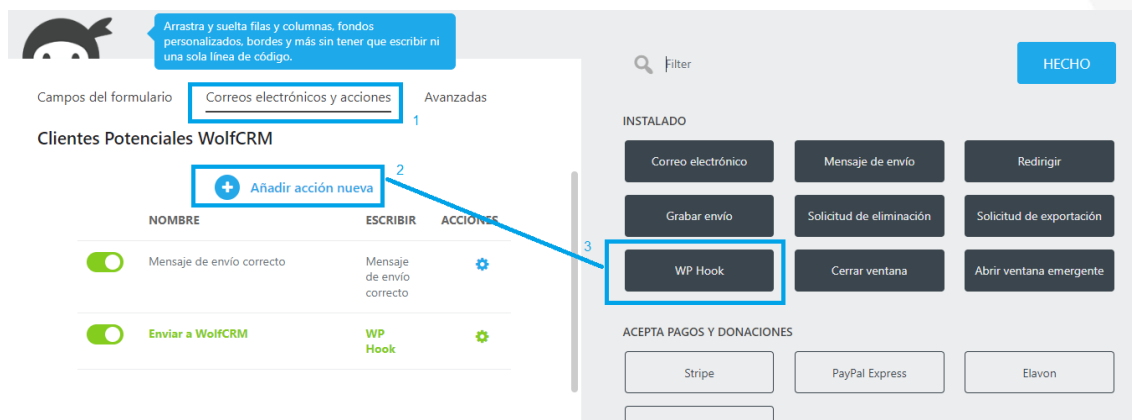 Arrastra y suelta filas y columnas, fondos
personalizados, bordes y más sin tener que escribir ni
una sola línea de código.
Campos del formulario
Correos electrónicos y acciones
Avanzadas
1
Clientes Potenciales WolfCRM
2
Añadir acción nueva
NOMBRE
ESCRIBIR
ACCIONES
Mensaje de envío correcto
Mensaje
de envío
correcto
Enviar a WolfCRM
WP
Hook
Filter
HECHO
INSTALADO
Correo electrónico
Mensaje de envío
Redirigir
Grabar envío
Solicitud de eliminación
Solicitud de exportación
3
WP Hook
Cerrar ventana
Abrir ventana emergente
ACEPTA PAGOS Y DONACIONES
Stripe
PayPal Express
Elavon